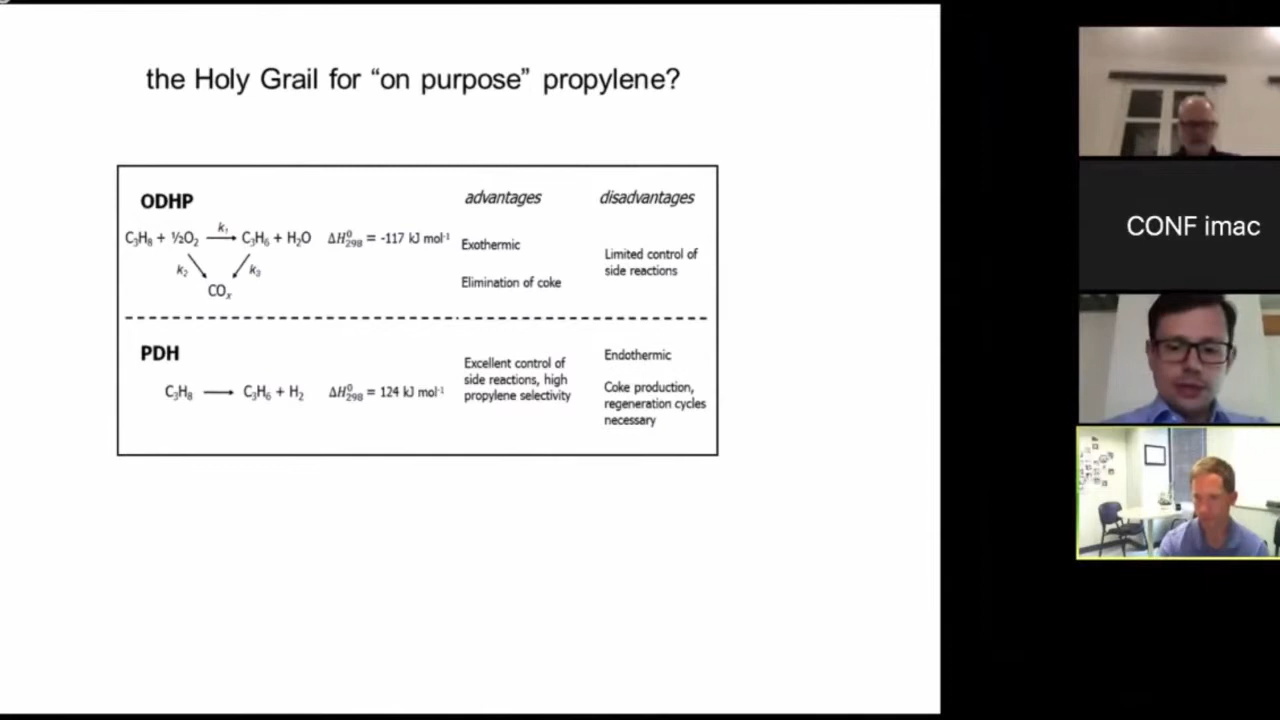 the Holy Grail for “on purpose” propylene?
ODHP
advantages
disadvantages
C₃H₈ + ½O₂ → C₃H₆ + H₂O
k₁
ΔH⁰₂₉₈ = -117 kJ mol⁻¹
Exothermic
Limited control of
side reactions
k₂
k₃
COₓ
Elimination of coke
PDH
C₃H₈ → C₃H₆ + H₂
ΔH⁰₂₉₈ = 124 kJ mol⁻¹
Excellent control of
side reactions, high
propylene selectivity
Endothermic
Coke production,
regeneration cycles
necessary
CONF imac